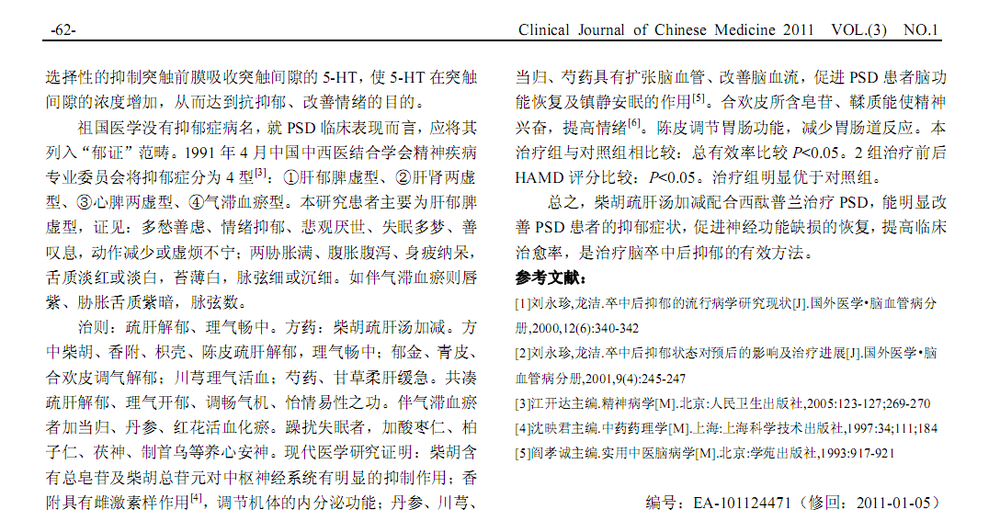 -62- Clinical Journal of Chinese Medicine 2011 VOL.(3) NO.1
选择性的抑制突触前膜吸收突触间隙的 5-HT，使 5-HT 在突触
间隙的浓度增加，从而达到抗抑郁、改善情绪的目的。
祖国医学没有抑郁症病名，就 PSD 临床表现而言，应将其
列入“郁证”范畴。1991 年 4 月中国中西医结合学会精神疾病
专业委员会将抑郁症分为 4 型[3]：①肝郁脾虚型、②肝肾两虚
型、③心脾两虚型、④气滞血瘀型。本研究患者主要为肝郁脾
虚型，证见：多愁善虑、情绪抑郁、悲观厌世、失眠多梦、善
叹息，动作减少或虚烦不宁；两胁胀满、腹胀腹泻、身疲纳呆，
舌质淡红或淡白，苔薄白，脉弦细或沉细。如伴气滞血瘀则唇
紫、胁胀舌质紫暗，脉弦数。
治则：疏肝解郁、理气畅中。方药：柴胡疏肝汤加减。方
中柴胡、香附、枳壳、陈皮疏肝解郁，理气畅中；郁金、青皮、
合欢皮调气解郁；川芎理气活血；芍药、甘草柔肝缓急。共凑
疏肝解郁、理气开郁、调畅气机、怡情易性之功。伴气滞血瘀
者加当归、丹参、红花活血化瘀。躁扰失眠者，加酸枣仁、柏
子仁、茯神、制首乌等养心安神。现代医学研究证明：柴胡含
有总皂苷及柴胡总苷元对中枢神经系统有明显的抑制作用；香
附具有雌激素样作用[4]，调节机体的内分泌功能；丹参、川芎、
当归、芍药具有扩张脑血管、改善脑血流，促进 PSD 患者脑功
能恢复及镇静安眠的作用[5]。合欢皮所含皂苷、鞣质能使精神
兴奋，提高情绪[6]。陈皮调节胃肠功能，减少胃肠道反应。本
治疗组与对照组相比较：总有效率比较 P<0.05。2 组治疗前后
HAMD 评分比较：P<0.05。治疗组明显优于对照组。
总之，柴胡疏肝汤加减配合西酞普兰治疗 PSD，能明显改
善 PSD 患者的抑郁症状，促进神经功能缺损的恢复，提高临床
治愈率，是治疗脑卒中后抑郁的有效方法。
参考文献：
[1]刘永珍,龙洁.卒中后抑郁的流行病学研究现状[J].国外医学•脑血管病分
册,2000,12(6):340-342
[2]刘永珍,龙洁.卒中后抑郁状态对预后的影响及治疗进展[J].国外医学•脑
血管病分册,2001,9(4):245-247
[3]江开达主编.精神病学[M].北京:人民卫生出版社,2005:123-127;269-270
[4]沈映君主编.中药药理学[M].上海:上海科学技术出版社,1997:34;111;184
[5]阎孝诚主编.实用中医脑病学[M].北京:学苑出版社,1993:917-921
编号：EA-101124471（修回：2011-01-05）